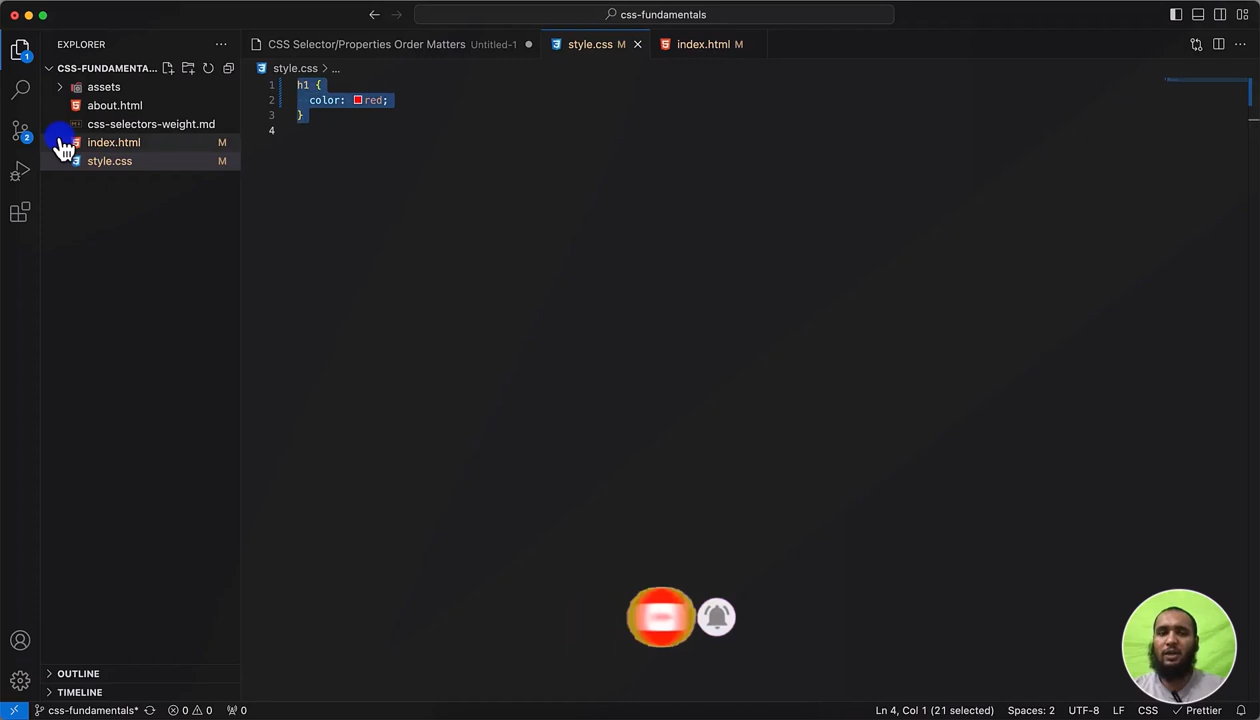 css-fundamentals
EXPLORER
CSS Selector/Properties Order Matters Untitled-1
style.css M
index.html M
CSS-FUNDAMENTA...
style.css > ...
assets
1 h1 {
about.html
2 color: red;
css-selectors-weight.md
3 }
index.html M
4
style.css M
1
2
OUTLINE
TIMELINE
css-fundamentals* 0 0 0
Ln 4, Col 1 (21 selected) Spaces: 2 UTF-8 LF CSS Prettier